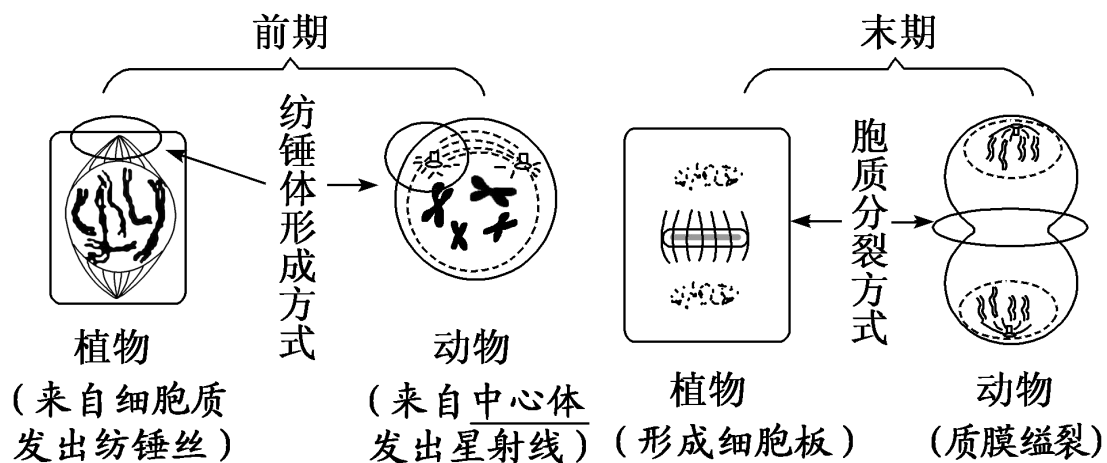 前期
末期
纺锤体形成方式
胞质分裂方式
植物
(来自细胞质
发出纺锤丝)
动物
(来自中心体
发出星射线)
植物
(形成细胞板)
动物
(质膜缢裂)